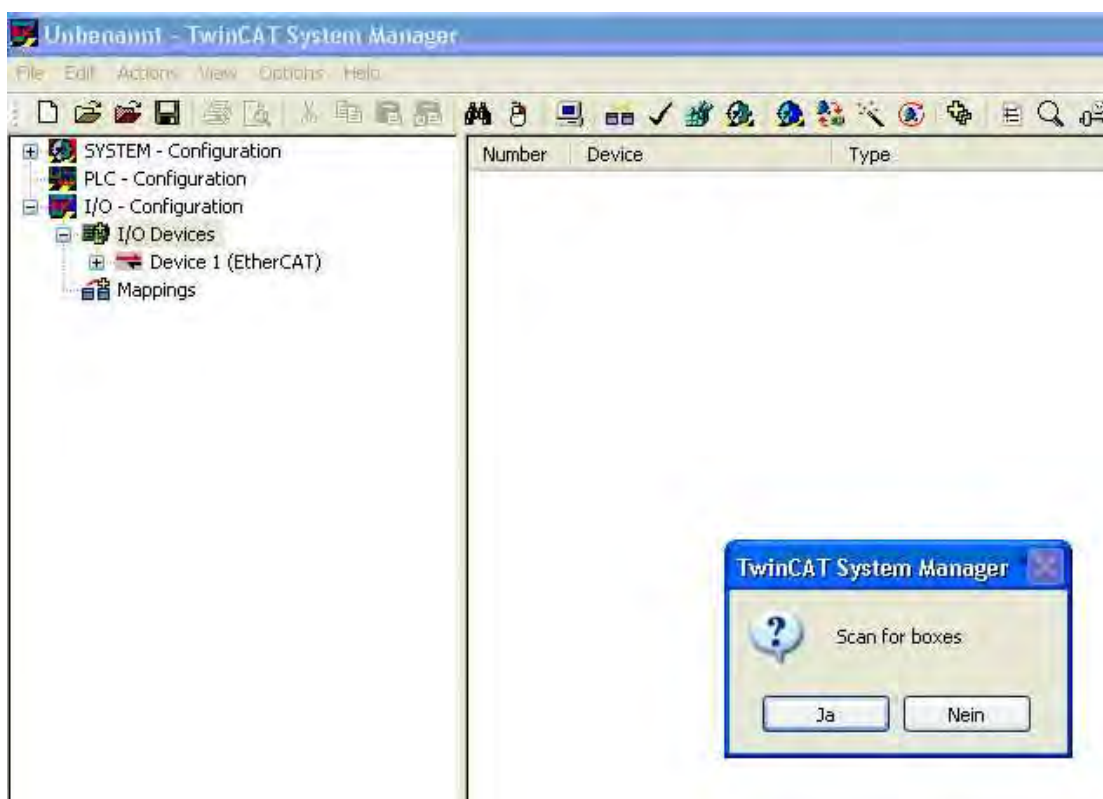 Unbenannt - TwinCAT System Manager
File Edit Actions View Options Help
SYSTEM - Configuration
PLC - Configuration
I/O - Configuration
I/O Devices
Device 1 (EtherCAT)
Mappings
Number Device Type
TwinCAT System Manager
Scan for boxes
Ja Nein